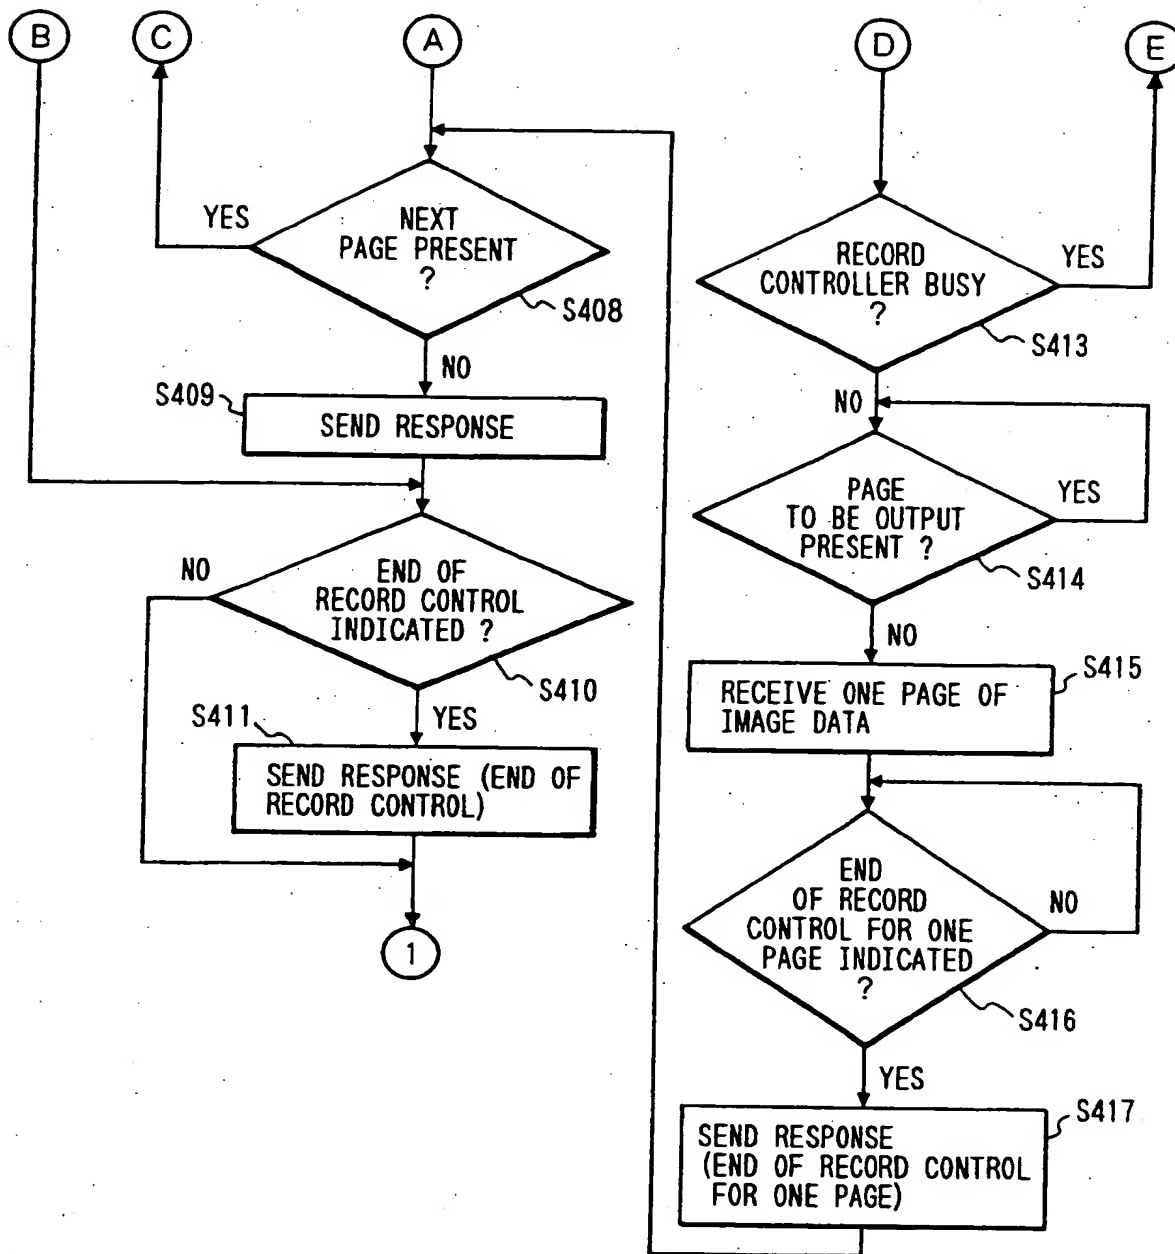 B
C
A
D
E
YES
NEXT
PAGE PRESENT
?
S408
NO
S409
SEND RESPONSE
NO
END OF
RECORD CONTROL
INDICATED ?
S410
YES
S411
SEND RESPONSE (END OF
RECORD CONTROL)
1
RECORD
CONTROLLER BUSY
?
YES
S413
NO
PAGE
TO BE OUTPUT
PRESENT ?
YES
S414
NO
S415
RECEIVE ONE PAGE OF
IMAGE DATA
END
OF RECORD
CONTROL FOR ONE
PAGE INDICATED
?
NO
S416
YES
S417
SEND RESPONSE
(END OF RECORD CONTROL
FOR ONE PAGE)